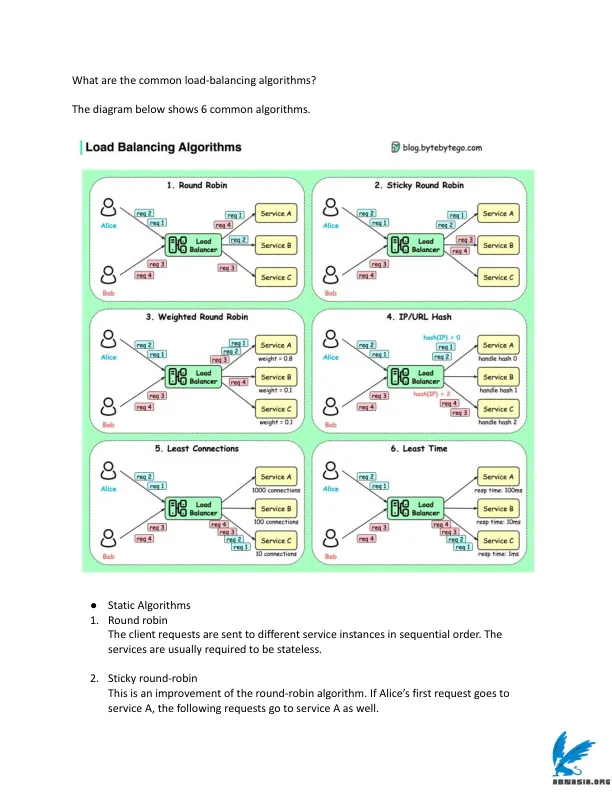 What are the common load-balancing algorithms?
The diagram below shows 6 common algorithms.
Load Balancing Algorithms
blog.bytebytego.com
1. Round Robin
Alice
req 2
req 1
Bob
req 3
req 4
Load
Balancer
req 1
req 4
req 2
req 3
Service A
Service B
Service C
2. Sticky Round Robin
Alice
req 2
req 1
Bob
req 3
req 4
Load
Balancer
req 1
req 2
req 3
req 4
Service A
Service B
Service C
3. Weighted Round Robin
Alice
req 2
req 1
Bob
req 3
req 4
Load
Balancer
req 1
req 2
req 3
req 4
Service A
weight = 0.8
Service B
weight = 0.1
Service C
weight = 0.1
4. IP/URL Hash
Alice
req 2
req 1
Bob
req 3
req 4
Load
Balancer
hash(IP) = 0
req 1
req 2
hash(IP) = 2
req 4
req 3
Service A
handle hash 0
Service B
handle hash 1
Service C
handle hash 2
5. Least Connections
Alice
req 2
req 1
Bob
req 3
req 4
Load
Balancer
req 4
req 3
req 2
req 1
Service A
1000 connections
Service B
100 connections
Service C
10 connections
6. Least Time
Alice
req 2
req 1
Bob
req 3
req 4
Load
Balancer
req 4
req 3
req 2
req 1
Service A
resp time: 100ms
Service B
resp time: 10ms
Service C
resp time: 1ms
● Static Algorithms
1. Round robin
The client requests are sent to different service instances in sequential order. The
services are usually required to be stateless.
2. Sticky round-robin
This is an improvement of the round-robin algorithm. If Alice’s first request goes to
service A, the following requests go to service A as well.
ABNASIA.ORG